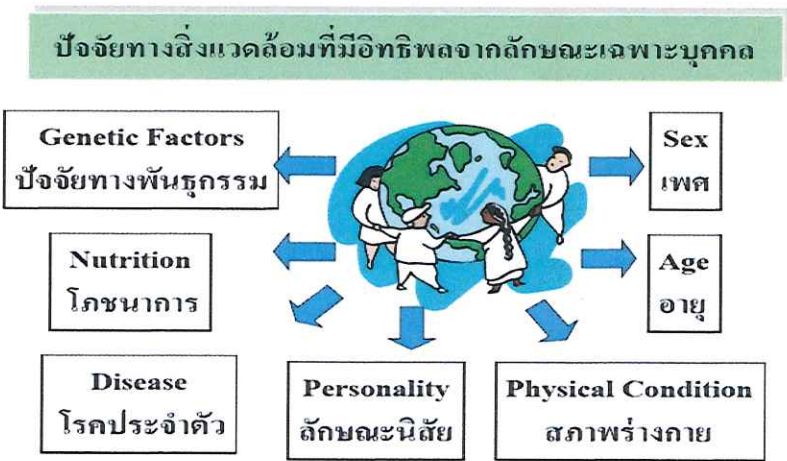 ปัจจัยทางสิ่งแวดล้อมที่มีอิทธิพลจากลักษณะเฉพาะบุคคล
Genetic Factors
ปัจจัยทางพันธุกรรม
Sex
เพศ
Nutrition
โภชนาการ
Age
อายุ
Disease
โรคประจำตัว
Personality
ลักษณะนิสัย
Physical Condition
สภาพร่างกาย